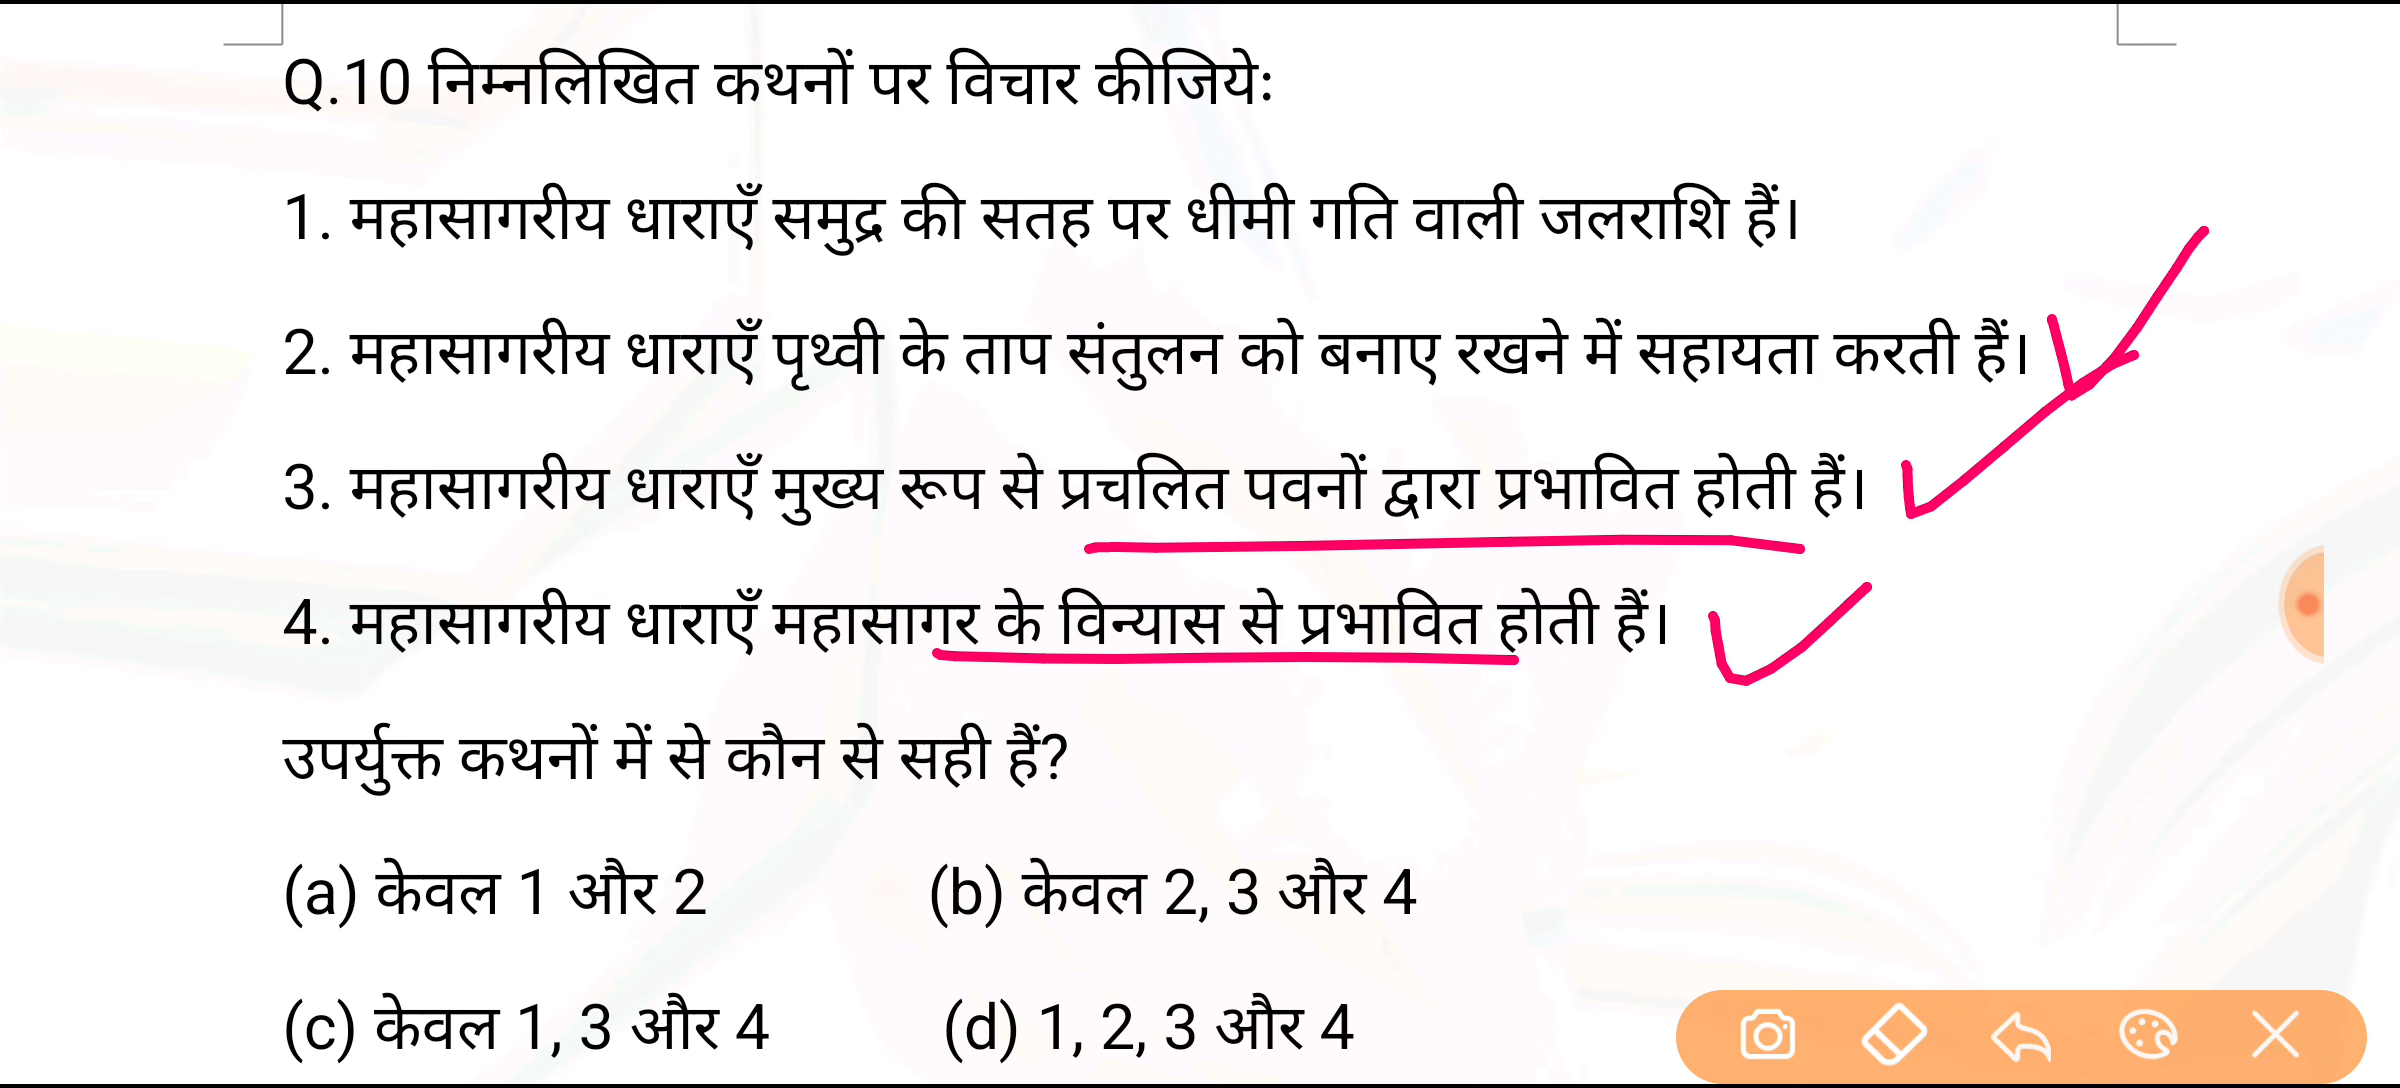 Q.10 निम्नलिखित कथनों पर विचार कीजियेः
1. महासागरीय धाराएँ समुद्र की सतह पर धीमी गति वाली जलराशि हैं।
2. महासागरीय धाराएँ पृथ्वी के ताप संतुलन को बनाए रखने में सहायता करती हैं।
3. महासागरीय धाराएँ मुख्य रूप से प्रचलित पवनों द्वारा प्रभावित होती हैं।
4. महासागरीय धाराएँ महासागर के विन्यास से प्रभावित होती हैं।
उपर्युक्त कथनों में से कौन से सही हैं?
(a) केवल 1 और 2 (b) केवल 2, 3 और 4
(c) केवल 1, 3 और 4 (d) 1, 2, 3 और 4